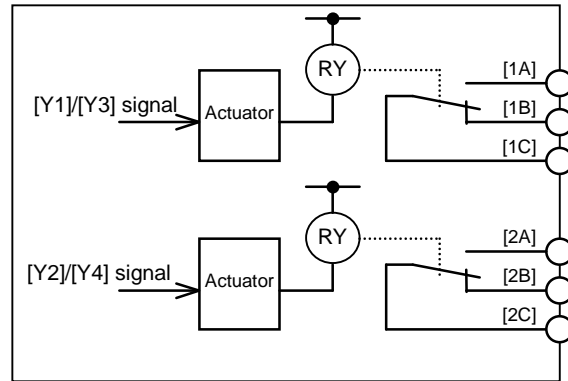 RY
[1A]
[Y1]/[Y3] signal
Actuator
[1B]
[1C]
RY
[2A]
[Y2]/[Y4] signal
Actuator
[2B]
[2C]